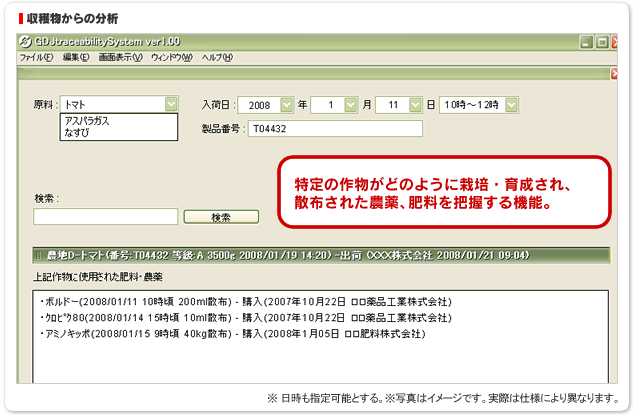 収穫物からの分析
GDJtraceabilitySystem ver1.00
ファイル(F) 編集(E) 画面表示(V) ウィンドウ(W) ヘルプ(H)
原料: トマト 入荷日: 2008 年 1 月 11 日 10時～12時
アスパラガス
なすび
製品番号: T04432
特定の作物がどのように栽培・育成され、
散布された農薬、肥料を把握する機能。
検索:
検索
農地D-トマト(番号:T04432 等級:A 3500g 2008/01/19 14:20) -出荷 (XXX株式会社 2008/01/21 09:04)
上記作物に使用された肥料・農薬
・ボルドー(2008/01/11 10時頃 200ml散布) - 購入(2007年10月22日 ロロ薬品工業株式会社)
・クロピク80(2008/01/14 15時頃 10ml散布) - 購入(2007年10月22日 ロロ薬品工業株式会社)
・アミノキッポ(2008/01/15 9時頃 40kg散布) - 購入(2008年1月05日 ロロ肥料株式会社)
※ 日時も指定可能とする。※写真はイメージです。実際は仕様により異なります。